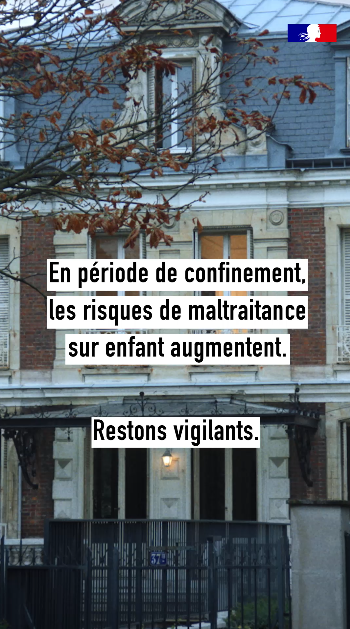 En période de confinement,
les risques de maltraitance
sur enfant augmentent.
Restons vigilants.